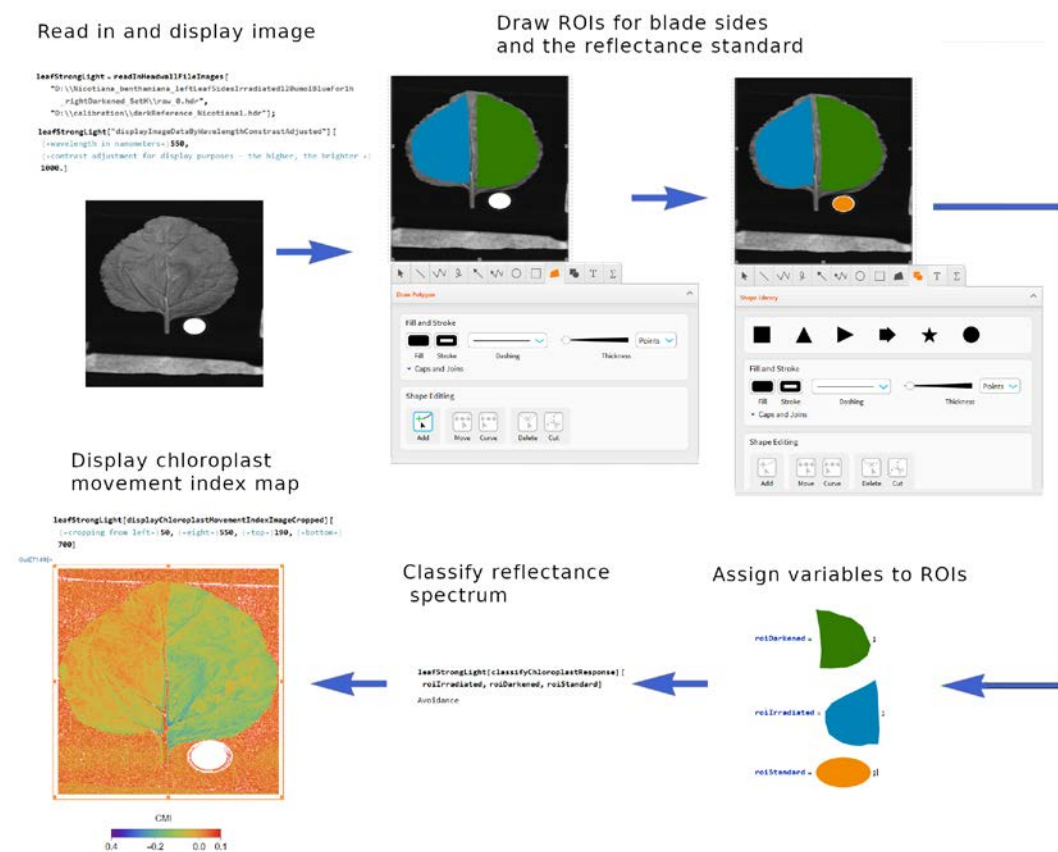 Read in and display image
leafStrongLight = readInHeadwallFileImages[
"D:\\Nicotiana_benthamiana_leftLeafSidesIrradiated120umolBlueFor1h
_rightDarkened_SetM\\raw_0.hdr",
"D:\\calibration\\darkReference_Nicotiana1.hdr"];
leafStrongLight["displayImageDataByWavelengthConstrastAdjusted"][
(*wavelength in nanometers*)550,
(*contrast adjustment for display purposes - the higher, the brighter *)
1000.]
Draw ROIs for blade sides
and the reflectance standard
T Σ
Draw Polygon
Fill and Stroke
Points
Fill Stroke Dashing Thickness
Caps and Joins
Shape Editing
Add Move Curve Delete Cut
T Σ
Shape Library
Fill and Stroke
Points
Fill Stroke Dashing Thickness
Caps and Joins
Shape Editing
Add Move Curve Delete Cut
Assign variables to ROIs
roiDarkened = ;
roiIrradiated = ;
roiStandard = ;
Classify reflectance
spectrum
leafStrongLight[classifyChloroplastResponse][
roiIrradiated, roiDarkened, roiStandard]
Avoidance
Display chloroplast
movement index map
leafStrongLight[displayChloroplastMovementIndexImageCropped][
(*cropping from left*)50, (*eight*)550, (*top*)190, (*bottom*)
700]
CMI
0.4 -0.2 0.0 0.1